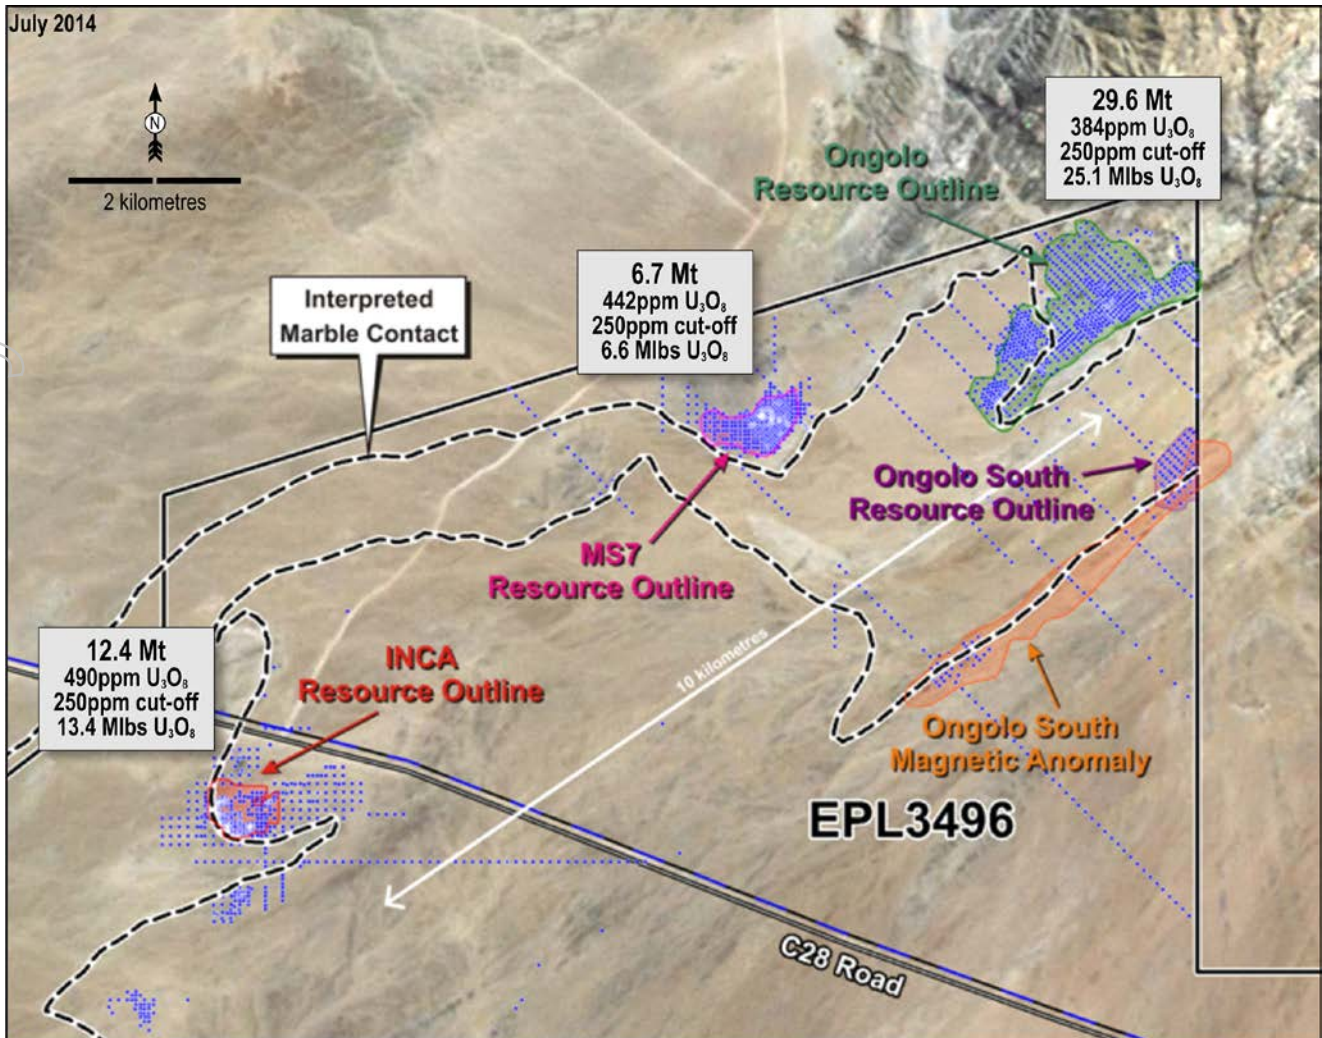 July 2014
N
2 kilometres
29.6 Mt
384ppm U₃O₈
250ppm cut-off
25.1 Mlbs U₃O₈
Ongolo
Resource Outline
6.7 Mt
442ppm U₃O₈
250ppm cut-off
6.6 Mlbs U₃O₈
Interpreted
Marble Contact
Ongolo South
Resource Outline
MS7
Resource Outline
12.4 Mt
490ppm U₃O₈
250ppm cut-off
13.4 Mlbs U₃O₈
INCA
Resource Outline
10 kilometres
Ongolo South
Magnetic Anomaly
EPL3496
C28 Road